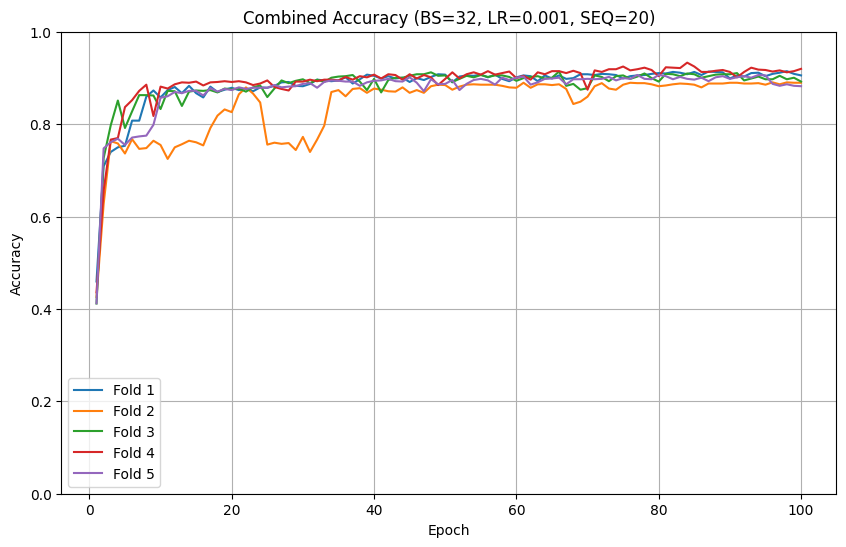 Combined Accuracy (BS=32, LR=0.001, SEQ=20)
1.0
0.8
0.6
0.4
0.2
0.0
Accuracy
Fold 1
Fold 2
Fold 3
Fold 4
Fold 5
0 20 40 60 80 100
Epoch